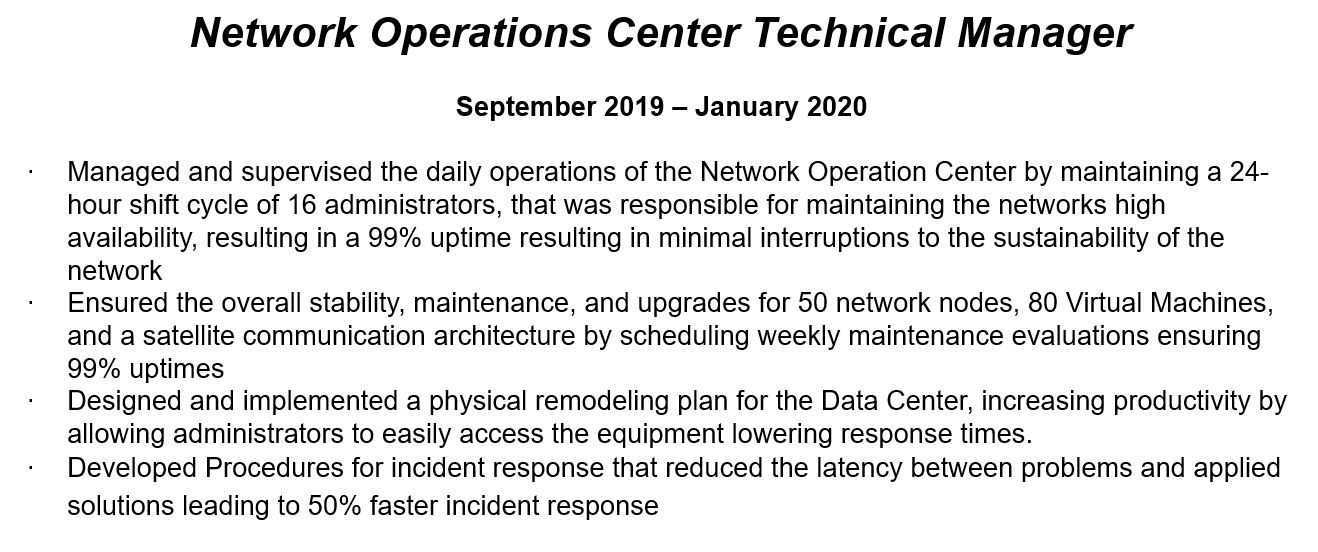 Network Operations Center Technical Manager
September 2019 – January 2020
· Managed and supervised the daily operations of the Network Operation Center by maintaining a 24-
hour shift cycle of 16 administrators, that was responsible for maintaining the networks high
availability, resulting in a 99% uptime resulting in minimal interruptions to the sustainability of the
network
· Ensured the overall stability, maintenance, and upgrades for 50 network nodes, 80 Virtual Machines,
and a satellite communication architecture by scheduling weekly maintenance evaluations ensuring
99% uptimes
· Designed and implemented a physical remodeling plan for the Data Center, increasing productivity by
allowing administrators to easily access the equipment lowering response times.
· Developed Procedures for incident response that reduced the latency between problems and applied
solutions leading to 50% faster incident response